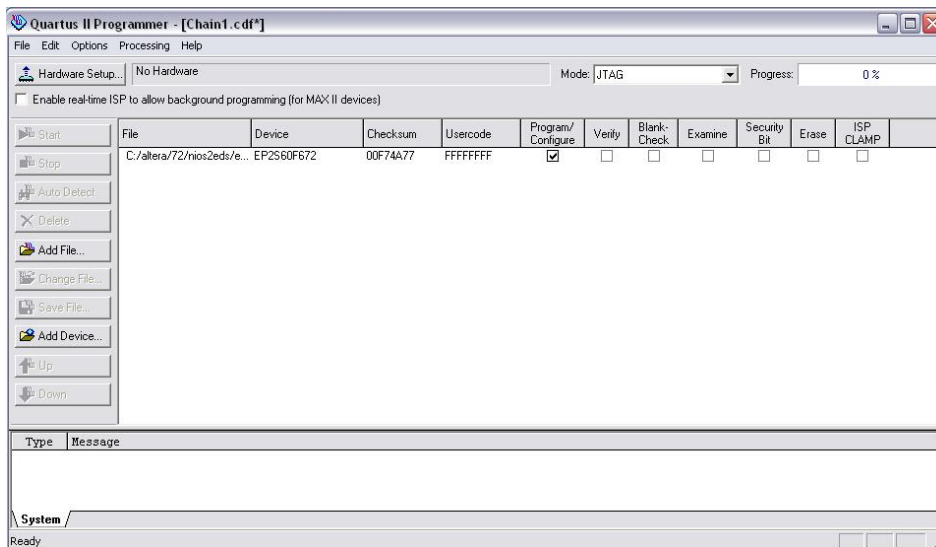 Quartus II Programmer - [Chain1.cdf*]
File Edit Options Processing Help
Hardware Setup... No Hardware Mode: JTAG Progress: 0 %
Enable real-time ISP to allow background programming (for MAX II devices)
File Device Checksum Usercode Program/ Configure Verify Blank- Check Examine Security Bit Erase ISP CLAMP
C:/altera/72/nios2eds/e... EP2S60F672 00F74A77 FFFFFFFF
Start
Stop
Auto Detect
Delete
Add File...
Change File...
Save File...
Add Device...
Up
Down
Type Message
System
Ready